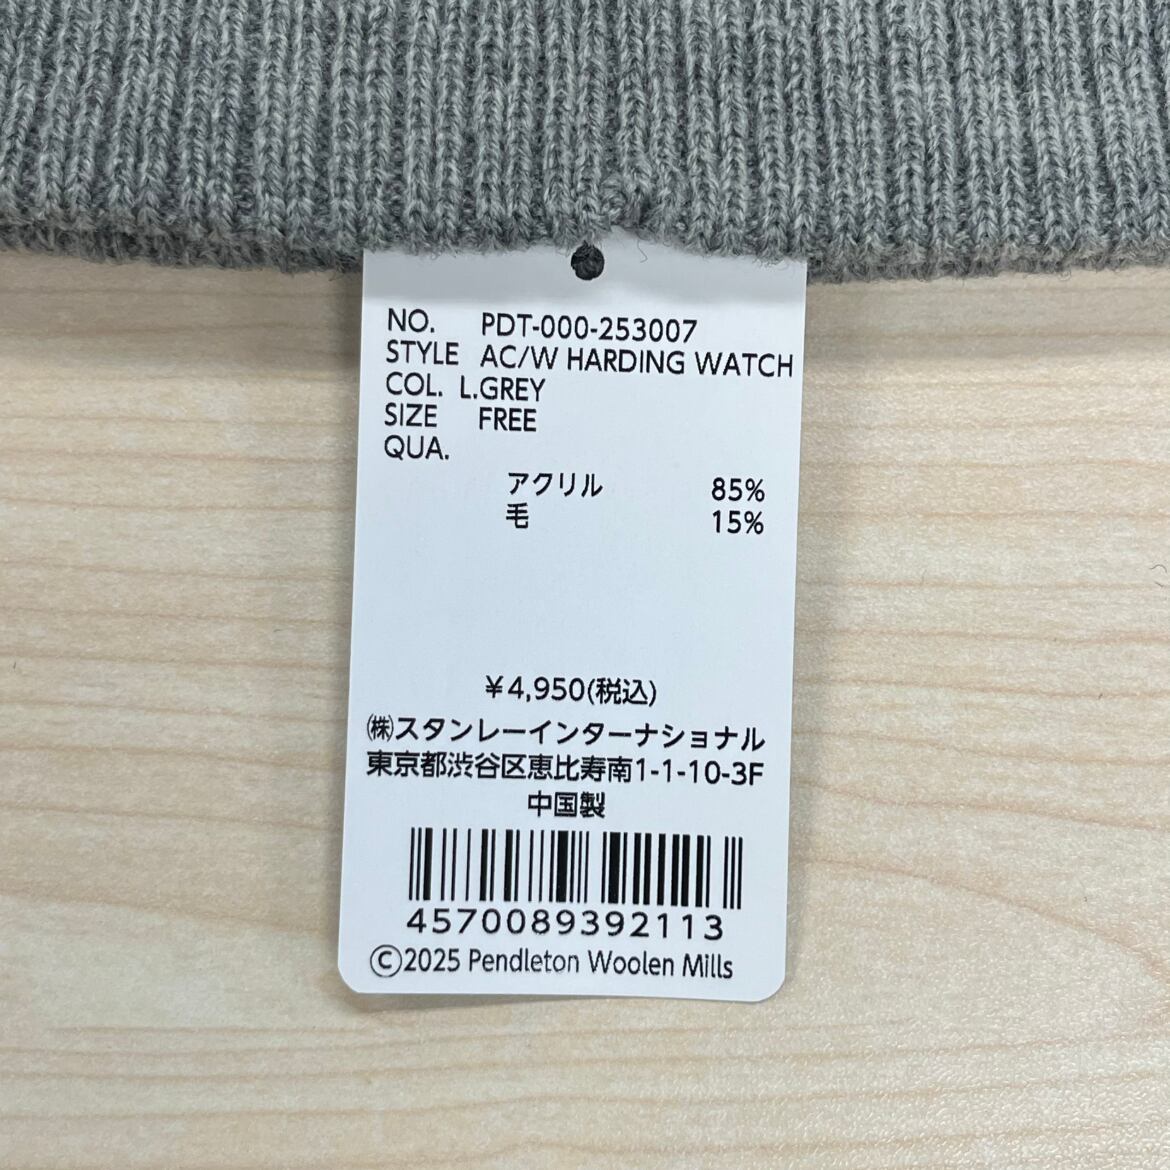 NO. PDT-000-253007
STYLE AC/W HARDING WATCH
COL. L.GREY
SIZE FREE
QUA.
アクリル 85%
毛 15%
¥4,950(税込)
㈱スタンレーインターナショナル
東京都渋谷区恵比寿南1-1-10-3F
中国製
4570089392113
©2025 Pendleton Woolen Mills